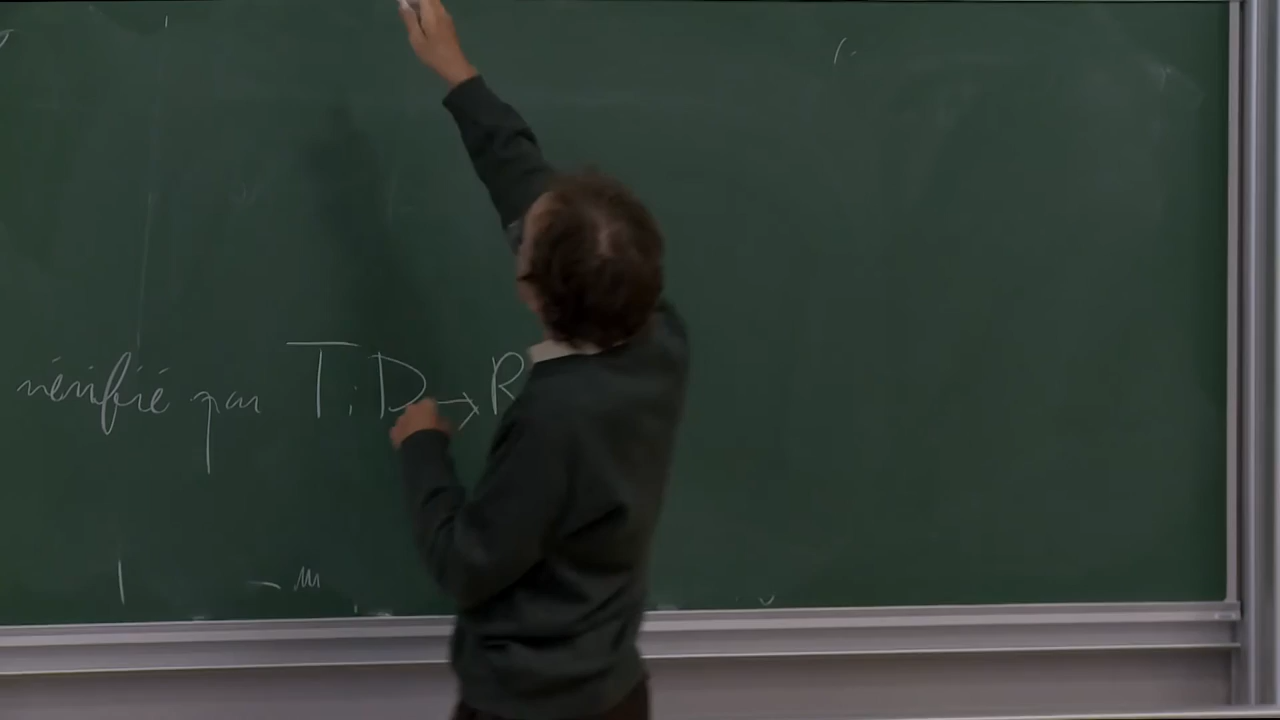 vérifié par T: D → R